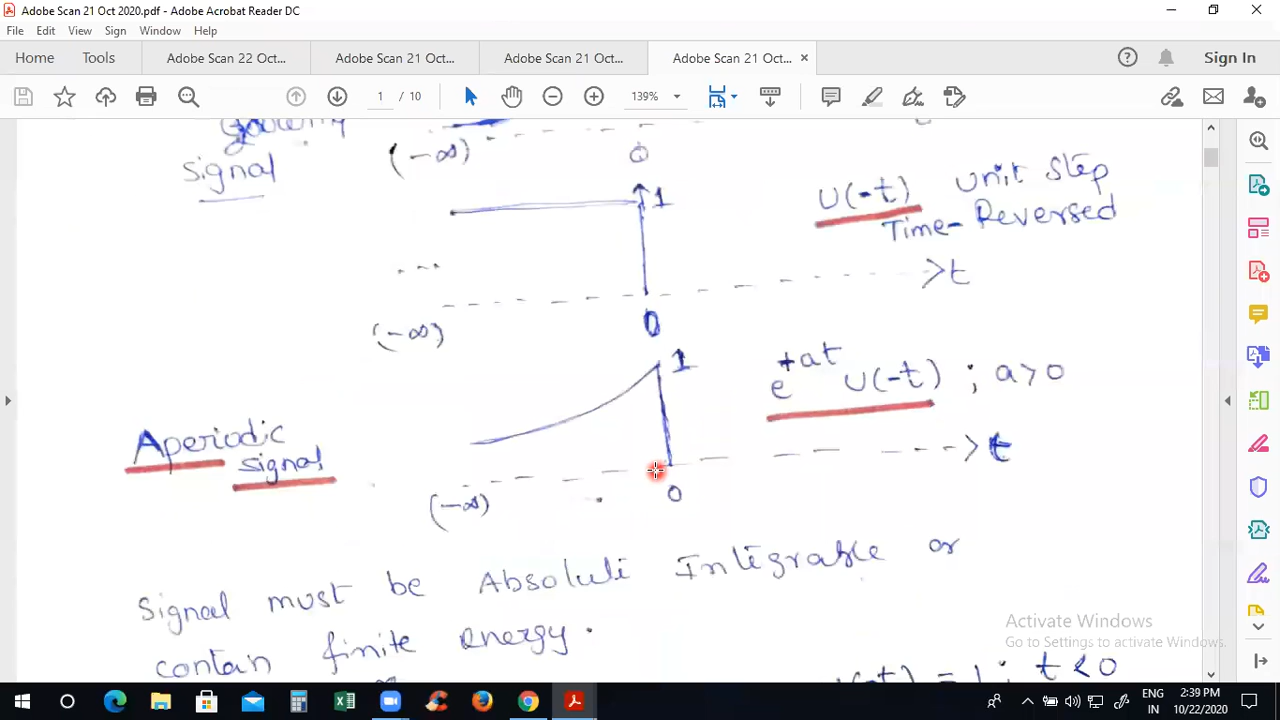 Adobe Scan 21 Oct 2020.pdf - Adobe Acrobat Reader DC
File Edit View Sign Window Help
Home Tools Adobe Scan 22 Oct... Adobe Scan 21 Oct... Adobe Scan 21 Oct... Adobe Scan 21 Oct... × ? Sign In
1 / 10 139%
signal
(-∞) 0
1
U(-t) Unit Step
Time-Reversed
>t
(-∞) 0
1
e^+at U(-t) ; a>0
Aperiodic
signal
> t
(-∞) 0
Signal must be Absoluti Integrable or
contain finite energy.
(-t) = 1; t<0
Activate Windows
Go to Settings to activate Windows.
ENG
IN
2:39 PM
10/22/2020